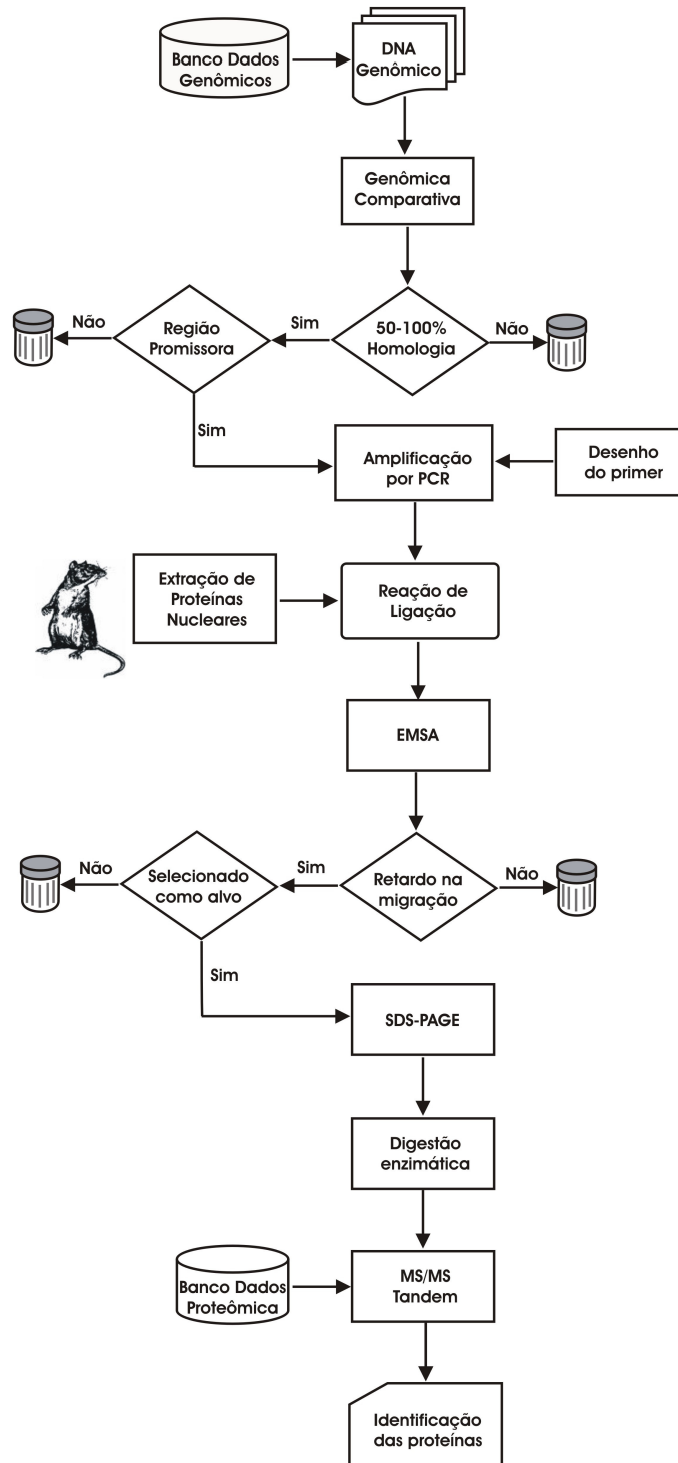 Banco Dados
Genômicos
DNA
Genômico
Genômica
Comparativa
Não
Região
Promissora
Sim
50-100%
Homologia
Não
Sim
Amplificação
por PCR
Desenho
do primer
Extração de
Proteínas
Nucleares
Reação de
Ligação
EMSA
Não
Selecionado
como alvo
Sim
Retardo na
migração
Não
Sim
SDS-PAGE
Digestão
enzimática
Banco Dados
Proteômica
MS/MS
Tandem
Identificação
das proteínas